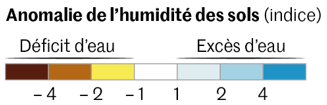 Anomalie de l’humidité des sols (indice)
Déficit d’eau Excès d’eau
– 4 – 2 – 1 1 2 4